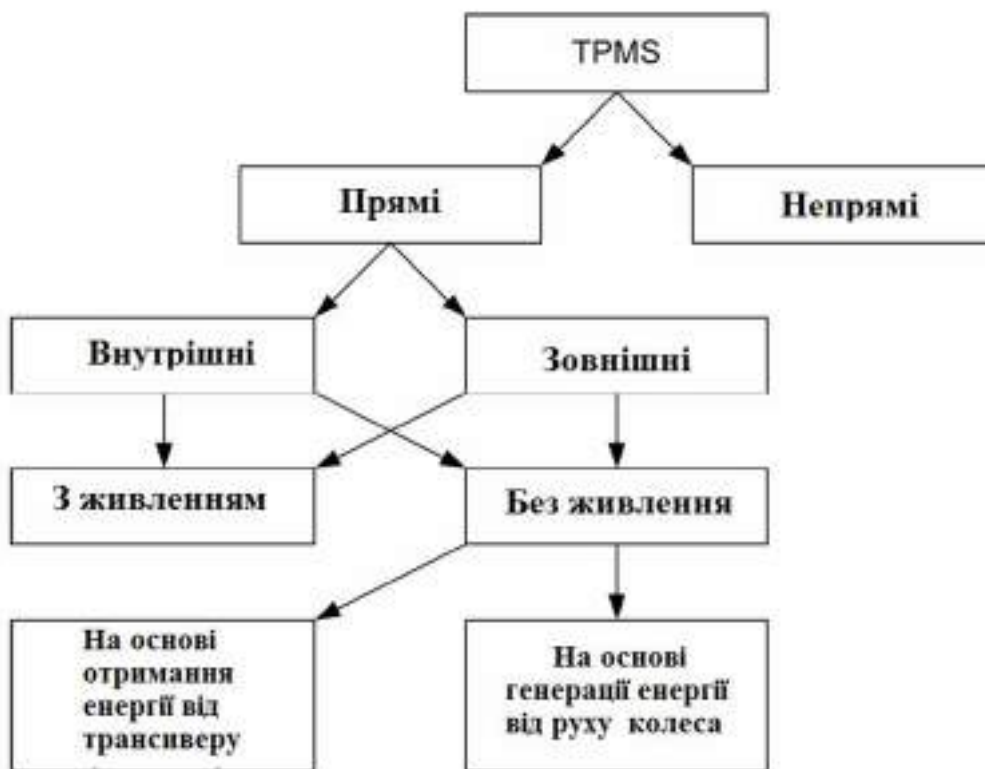 TPMS
Прямі
Непрямі
Внутрішні
Зовнішні
З живленням
Без живлення
На основі
отримання
енергії від
трансиверу
На основі
генерації енергії
від руху колеса